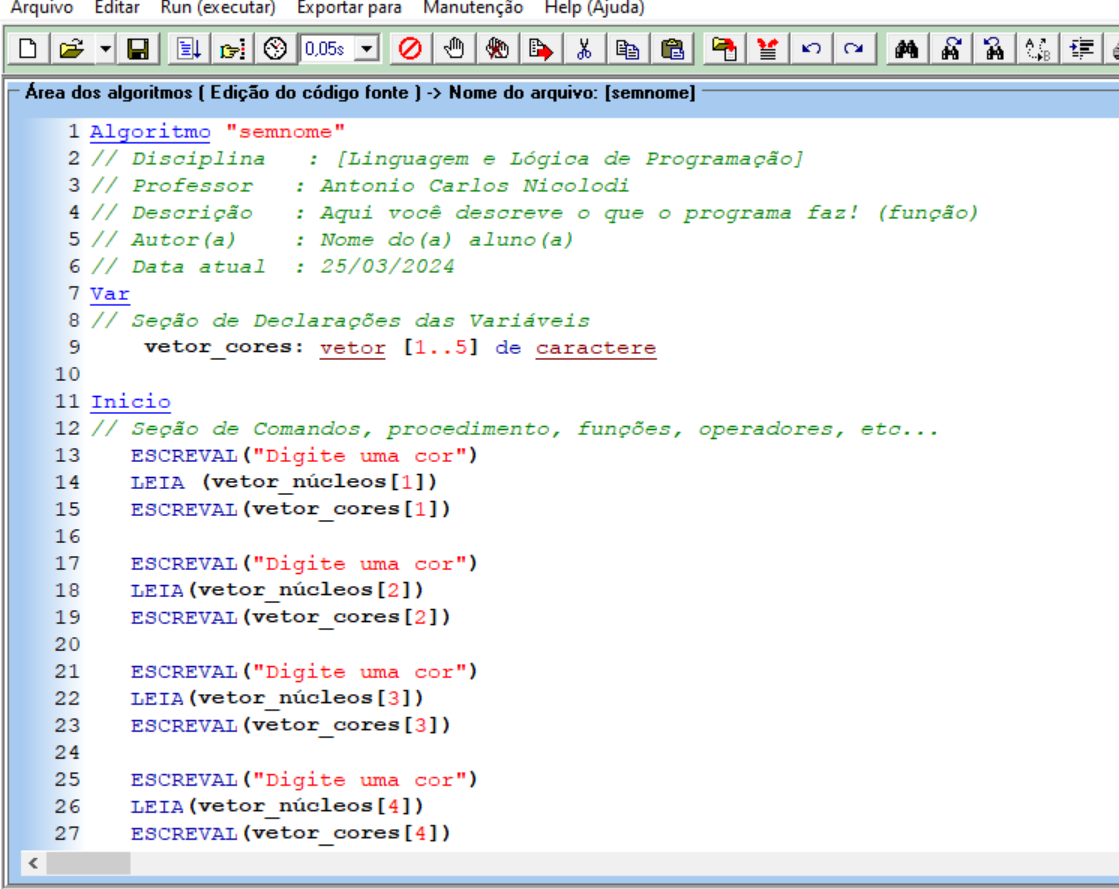 Arquivo Editar Run (executar) Exportar para Manutenção Help (Ajuda)
0,05s
Área dos algoritmos ( Edição do código fonte ) -> Nome do arquivo: [semnome]
1 Algoritmo "semnome"
2 // Disciplina : [Linguagem e Lógica de Programação]
3 // Professor : Antonio Carlos Nicolodi
4 // Descrição : Aqui você descreve o que o programa faz! (função)
5 // Autor(a) : Nome do(a) aluno(a)
6 // Data atual : 25/03/2024
7 Var
8 // Seção de Declarações das Variáveis
9 vetor_cores: vetor [1..5] de caractere
10
11 Inicio
12 // Seção de Comandos, procedimento, funções, operadores, etc...
13 ESCREVAL("Digite uma cor")
14 LEIA (vetor_núcleos[1])
15 ESCREVAL(vetor_cores[1])
16
17 ESCREVAL("Digite uma cor")
18 LEIA(vetor_núcleos[2])
19 ESCREVAL(vetor_cores[2])
20
21 ESCREVAL("Digite uma cor")
22 LEIA(vetor_núcleos[3])
23 ESCREVAL(vetor_cores[3])
24
25 ESCREVAL("Digite uma cor")
26 LEIA(vetor_núcleos[4])
27 ESCREVAL(vetor_cores[4])